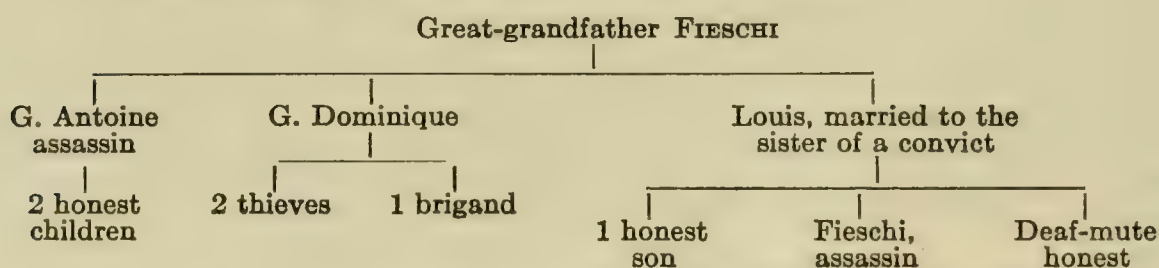 Great-grandfather FIESCHI
G. Antoine
assassin
G. Dominique
Louis, married to the
sister of a convict
2 honest
children
2 thieves
1 brigand
1 honest
son
Fieschi,
assassin
Deaf-mute
honest